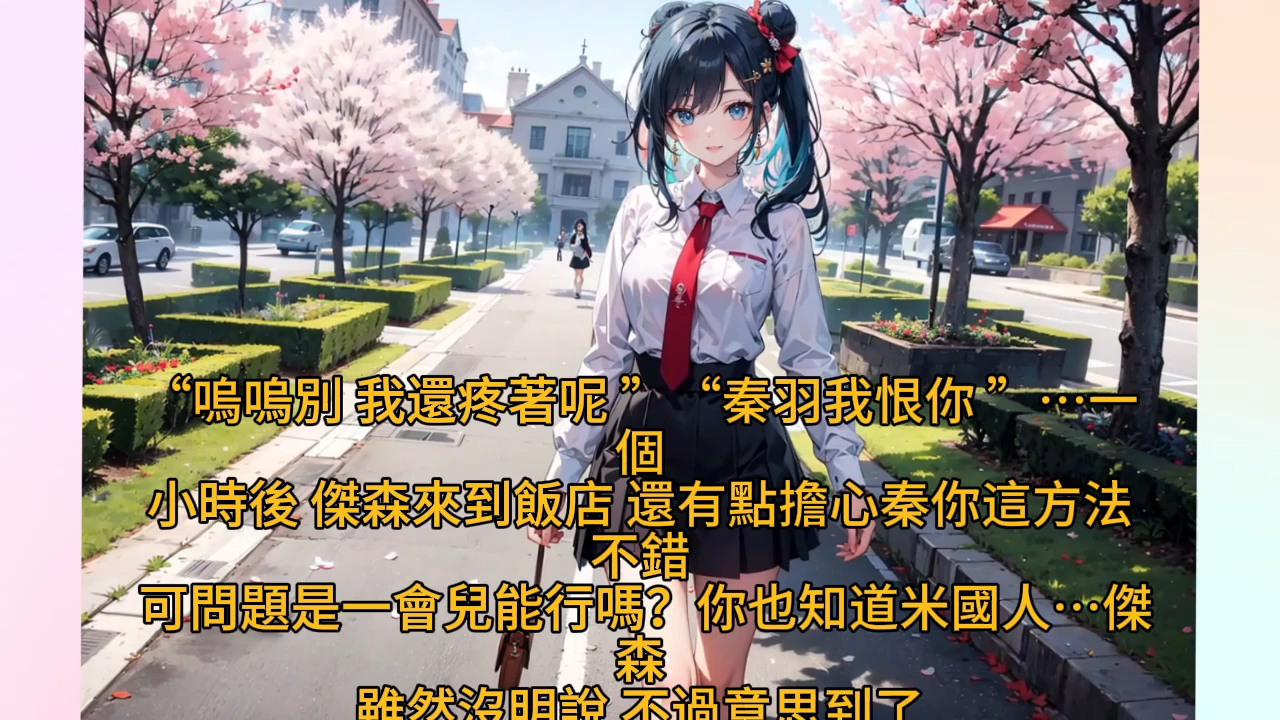 “嗚嗚別 我還疼著呢 ” “秦羽我恨你 ” …一
個
小時後 傑森來到飯店 還有點擔心秦你這方法
不錯
可問題是一會兒能行嗎？你也知道米國人…傑
森
雖然沒明說 不過意思到了